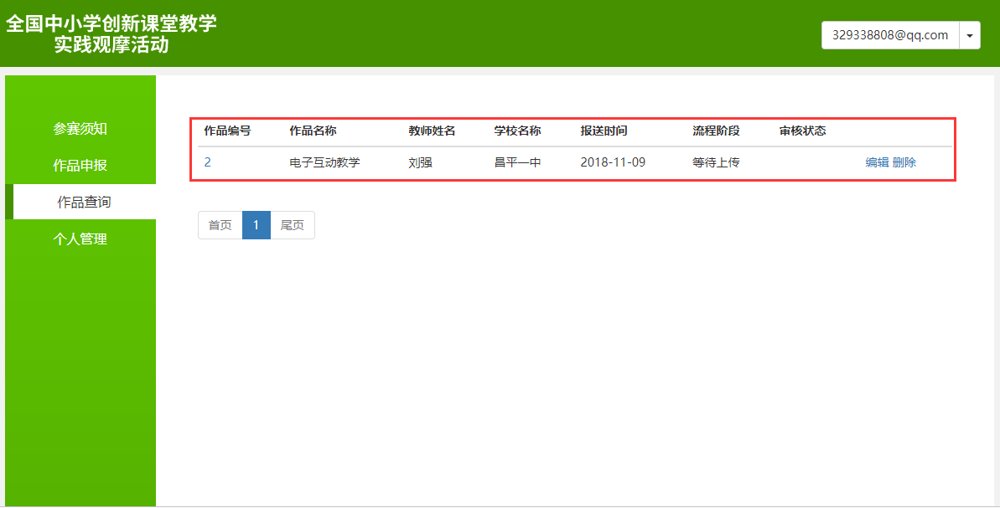 全国中小学创新课堂教学
实践观摩活动
329338808@qq.com
参赛须知
作品申报
作品查询
个人管理
作品编号 作品名称 教师姓名 学校名称 报送时间 流程阶段 审核状态
2 电子互动教学 刘强 昌平一中 2018-11-09 等待上传 编辑 删除
首页 1 尾页